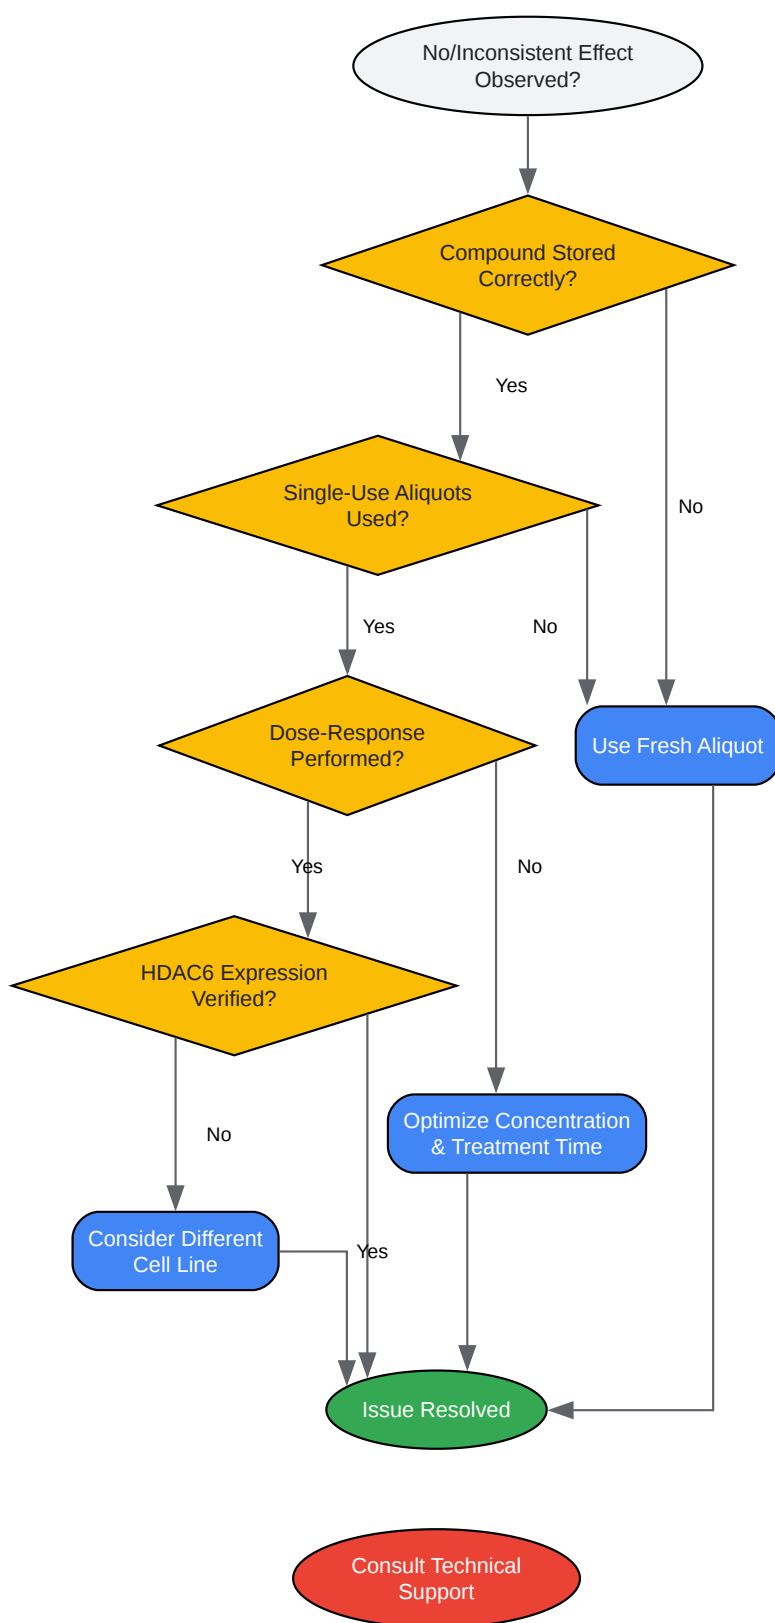 No/Inconsistent Effect
Observed?
Compound Stored
Correctly?
Yes
Single-Use Aliquots
Used?
No
Yes
No
Dose-Response
Performed?
Use Fresh Aliquot
Yes
No
HDAC6 Expression
Verified?
Optimize Concentration
& Treatment Time
No
Consider Different
Cell Line
Yes
Issue Resolved
Consult Technical
Support